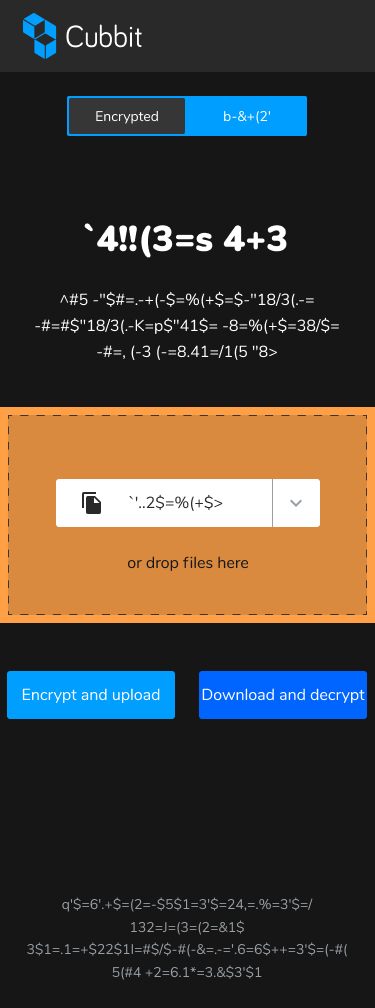 Cubbit
Encrypted
b-&+(2'
`4!!(3=s 4+3
^#5 -"$#=.-+(-$=%(+$=$-"18/3(.-=
-#=#$"18/3(.-K=p$"41$= -8=%(+$=38/$=
-#=, (-3 (-=8.41=/1(5 "8>
`'..2$=%(+$>
or drop files here
Encrypt and upload
Download and decrypt
q'$=6'.+$=(2=-$5$1=3'$=24,=.%=3'$=/
132=J=(3=(2=&1$
3$1=.1=+$22$1I=#$/$-#(-&=.-='.6=6$++=3'$=(-#(
5(#4 +2=6.1*=3.&$3'$1